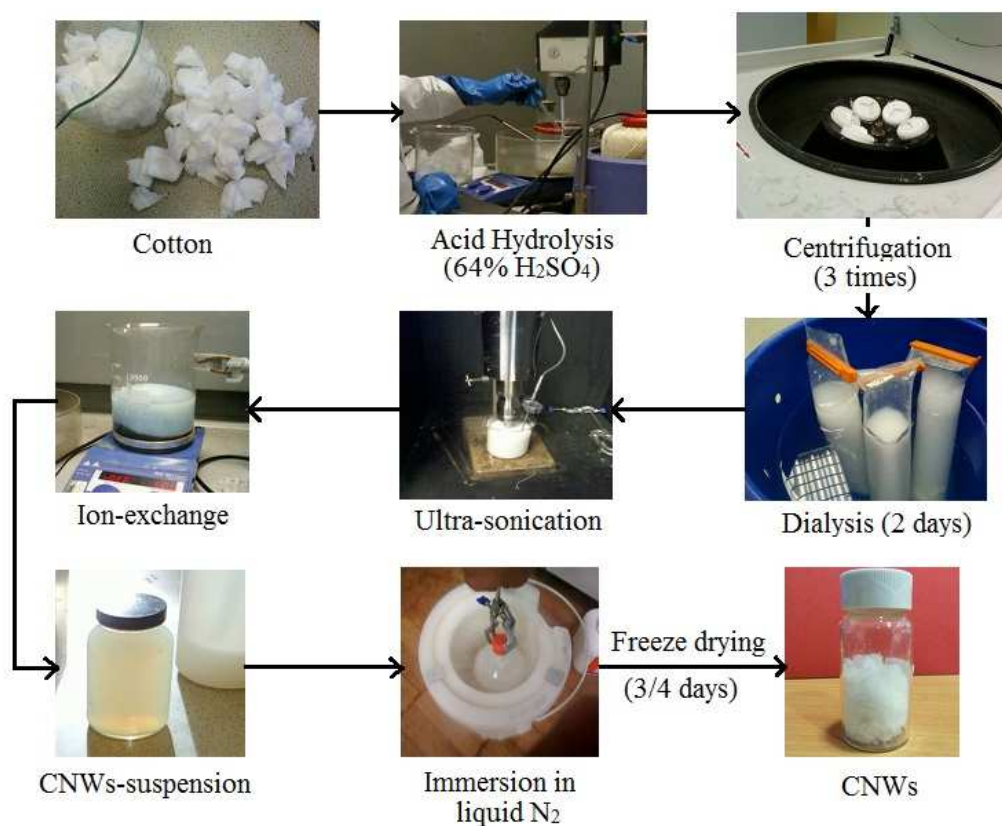 Cotton
Acid Hydrolysis
(64% H₂SO₄)
Centrifugation
(3 times)
Dialysis (2 days)
Ultra-sonication
Ion-exchange
CNWs-suspension
Immersion in
liquid N₂
Freeze drying
(3/4 days)
CNWs